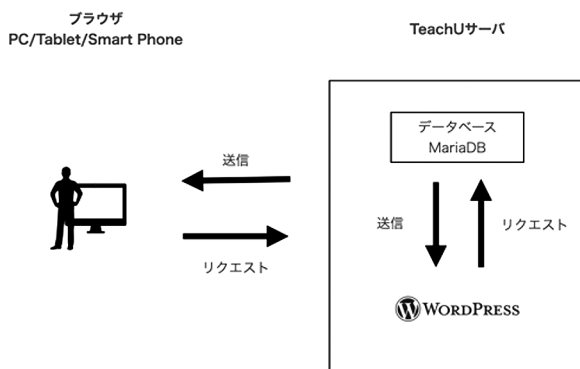 ブラウザ
PC/Tablet/Smart Phone
TeachUサーバ
データベース
MariaDB
送信
リクエスト
送信
リクエスト
WORDPRESS